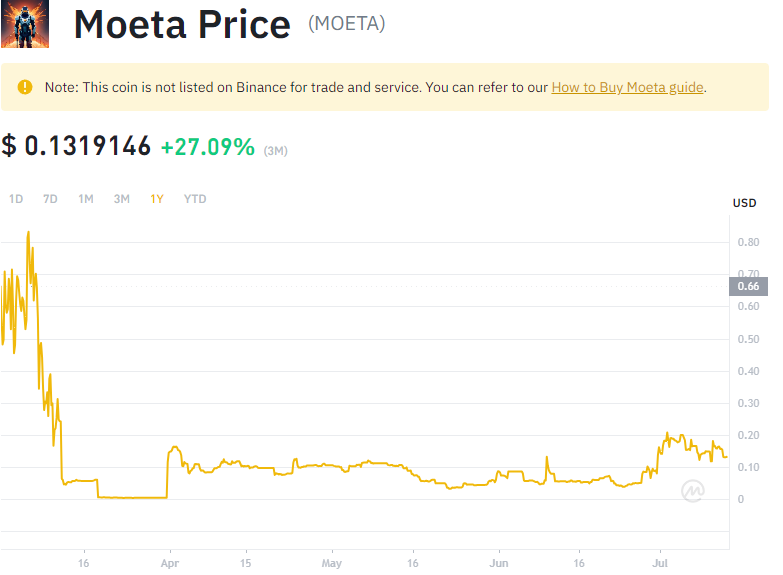 Moeta Price (MOETA)
Note: This coin is not listed on Binance for trade and service. You can refer to our How to Buy Moeta guide.
$ 0.1319146 +27.09% (3M)
1D 7D 1M 3M 1Y YTD
USD
0.80
0.70
0.66
0.60
0.50
0.40
0.30
0.20
0.10
0
16 Apr 15 May 16 Jun 16 Jul